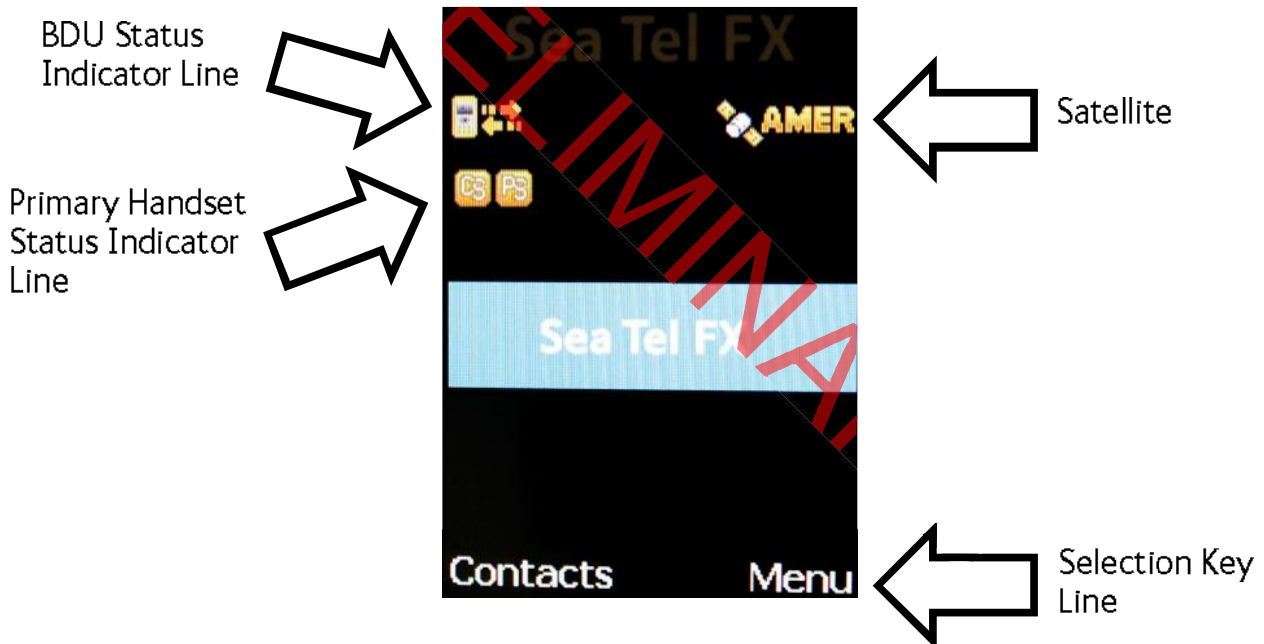 BDU Status
Indicator Line
Sea Tel FX
AMER
Satellite
CS PS
Primary Handset
Status Indicator
Line
Sea Tel FX
Contacts
Menu
Selection Key
Line
ELIMINA